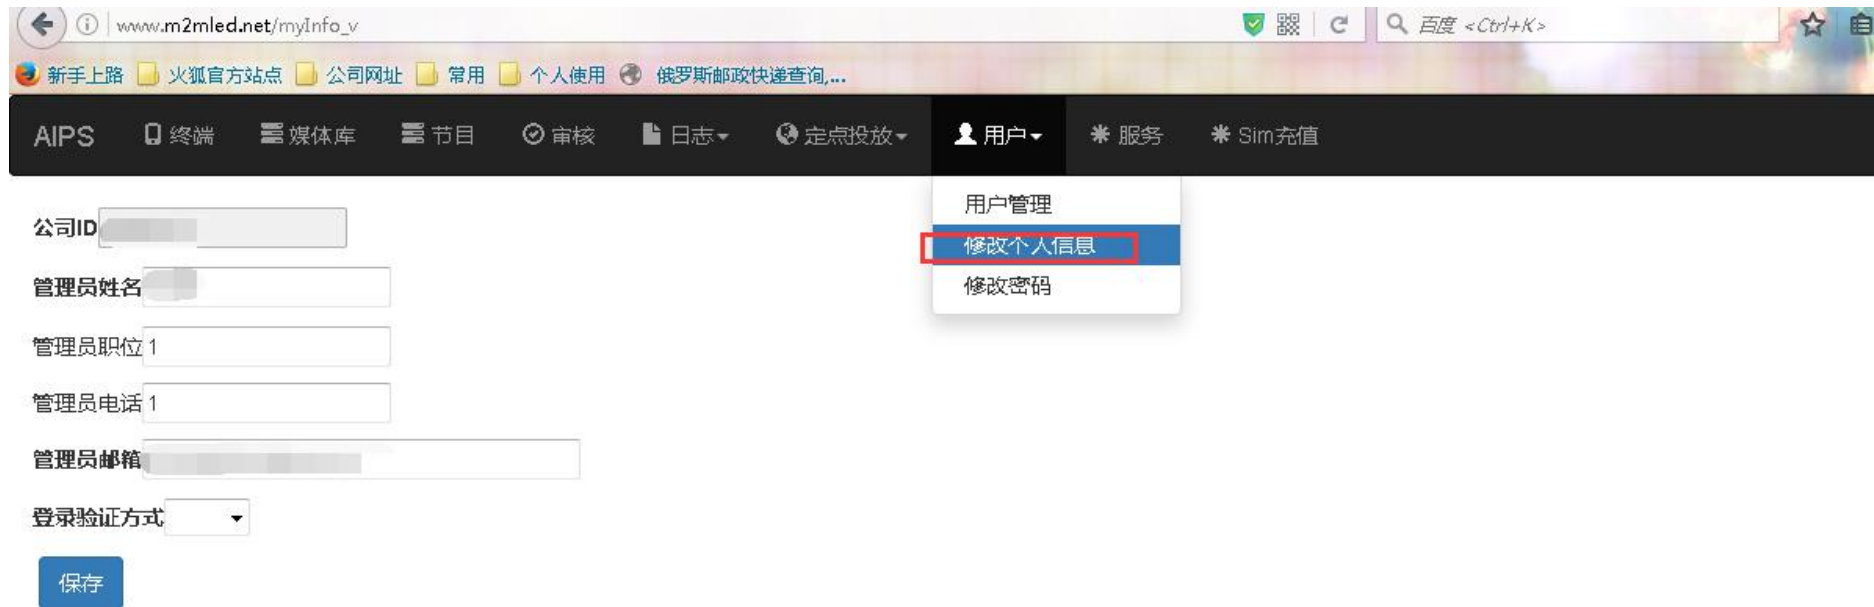 www.m2mled.net/myInfo_v
百度 <Ctrl+K>
新手上路 火狐官方站点 公司网址 常用 个人使用 俄罗斯邮政快递查询,...
AIPS 终端 媒体库 节目 审核 日志 定点投放 用户 服务 Sim充值
用户管理
修改个人信息
修改密码
公司ID
管理员姓名
管理员职位 1
管理员电话 1
管理员邮箱
登录验证方式
保存